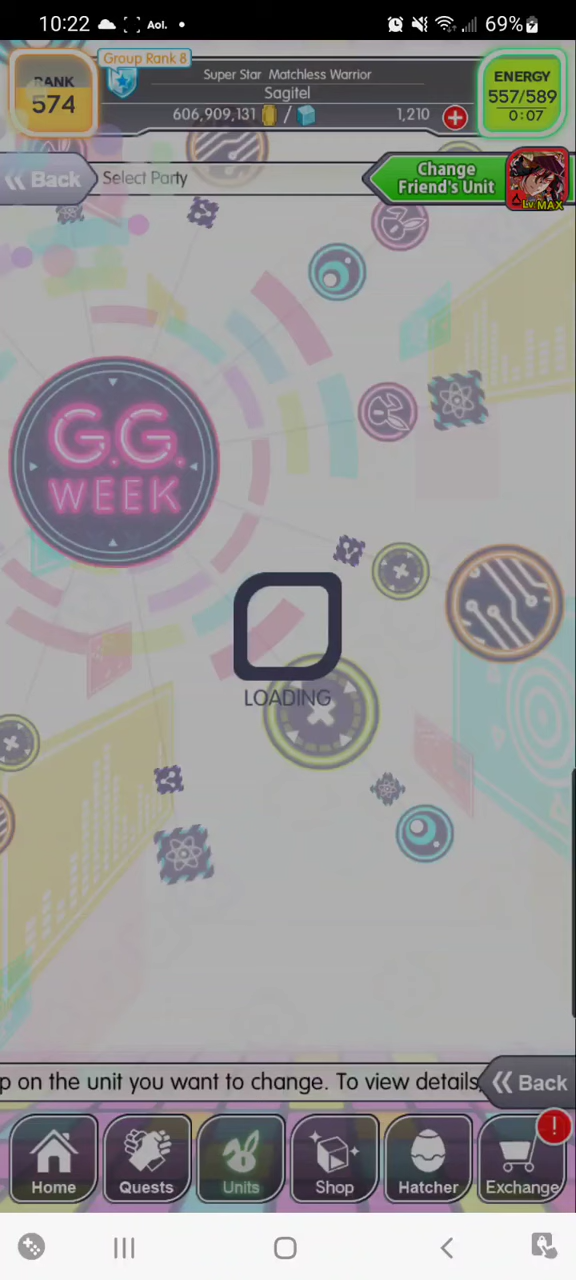 10:22 Aol. 69%
Group Rank 8
RANK
574
Super Star Matchless Warrior
Sagitel
606,909,131 / 1,210
ENERGY
557/589
0:07
Back
Select Party
Change
Friend's Unit
Lv.MAX
G.G.
WEEK
LOADING
p on the unit you want to change. To view details,
Back
Home
Quests
Units
Shop
Hatcher
Exchange
!